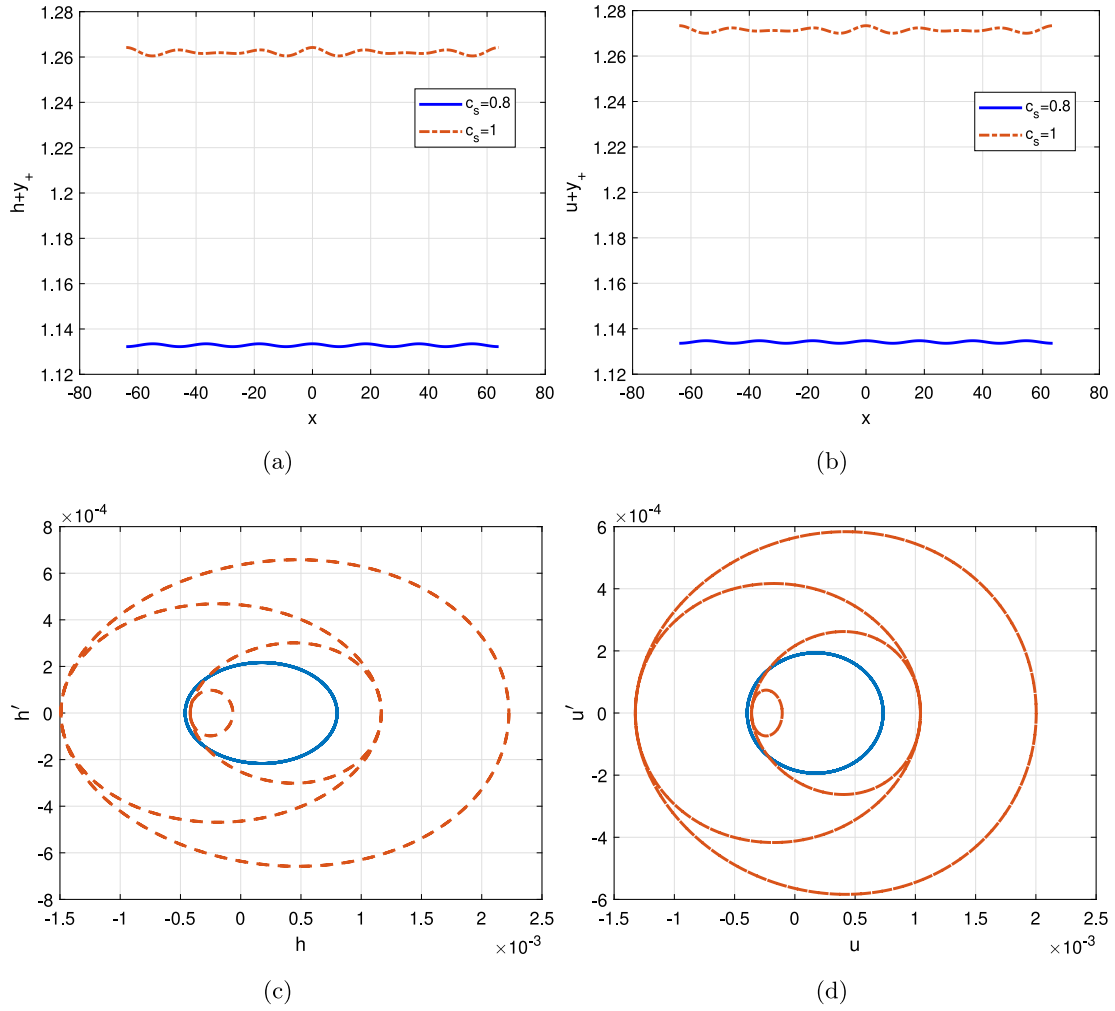 1.28
1.26
1.24
1.22
1.2
1.18
1.16
1.14
1.12
h+y+
c_s=0.8
c_s=1
-80 -60 -40 -20 0 20 40 60 80
x
(a)
1.28
1.26
1.24
1.22
1.2
1.18
1.16
1.14
1.12
u+y+
c_s=0.8
c_s=1
-80 -60 -40 -20 0 20 40 60 80
x
(b)
×10-4
8
6
4
2
0
-2
-4
-6
-8
h′
-1.5 -1 -0.5 0 0.5 1 1.5 2 2.5
h
×10-3
(c)
×10-4
6
4
2
0
-2
-4
-6
u′
-1.5 -1 -0.5 0 0.5 1 1.5 2 2.5
u
×10-3
(d)